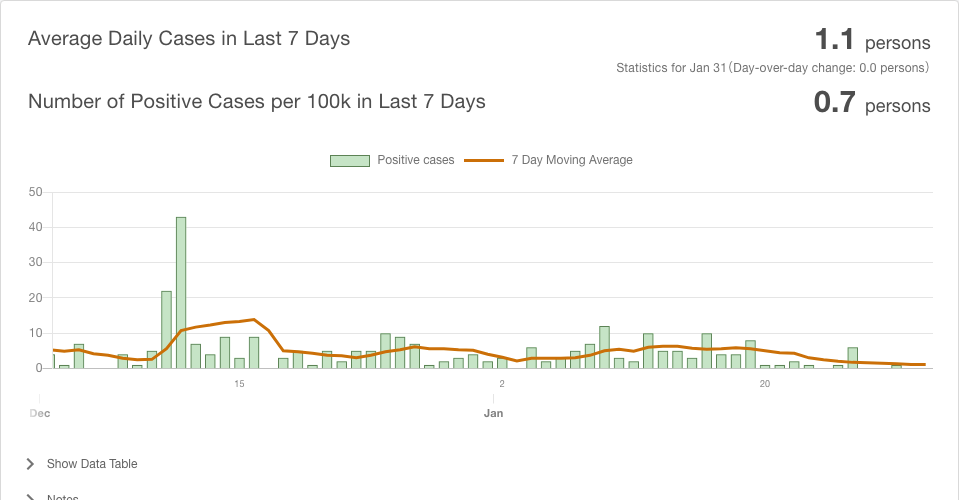 Average Daily Cases in Last 7 Days
1.1 persons
Statistics for Jan 31(Day-over-day change: 0.0 persons)
Number of Positive Cases per 100k in Last 7 Days
0.7 persons
Positive cases
7 Day Moving Average
50
40
30
20
10
0
15
2
20
Dec
Jan
Show Data Table
Notes